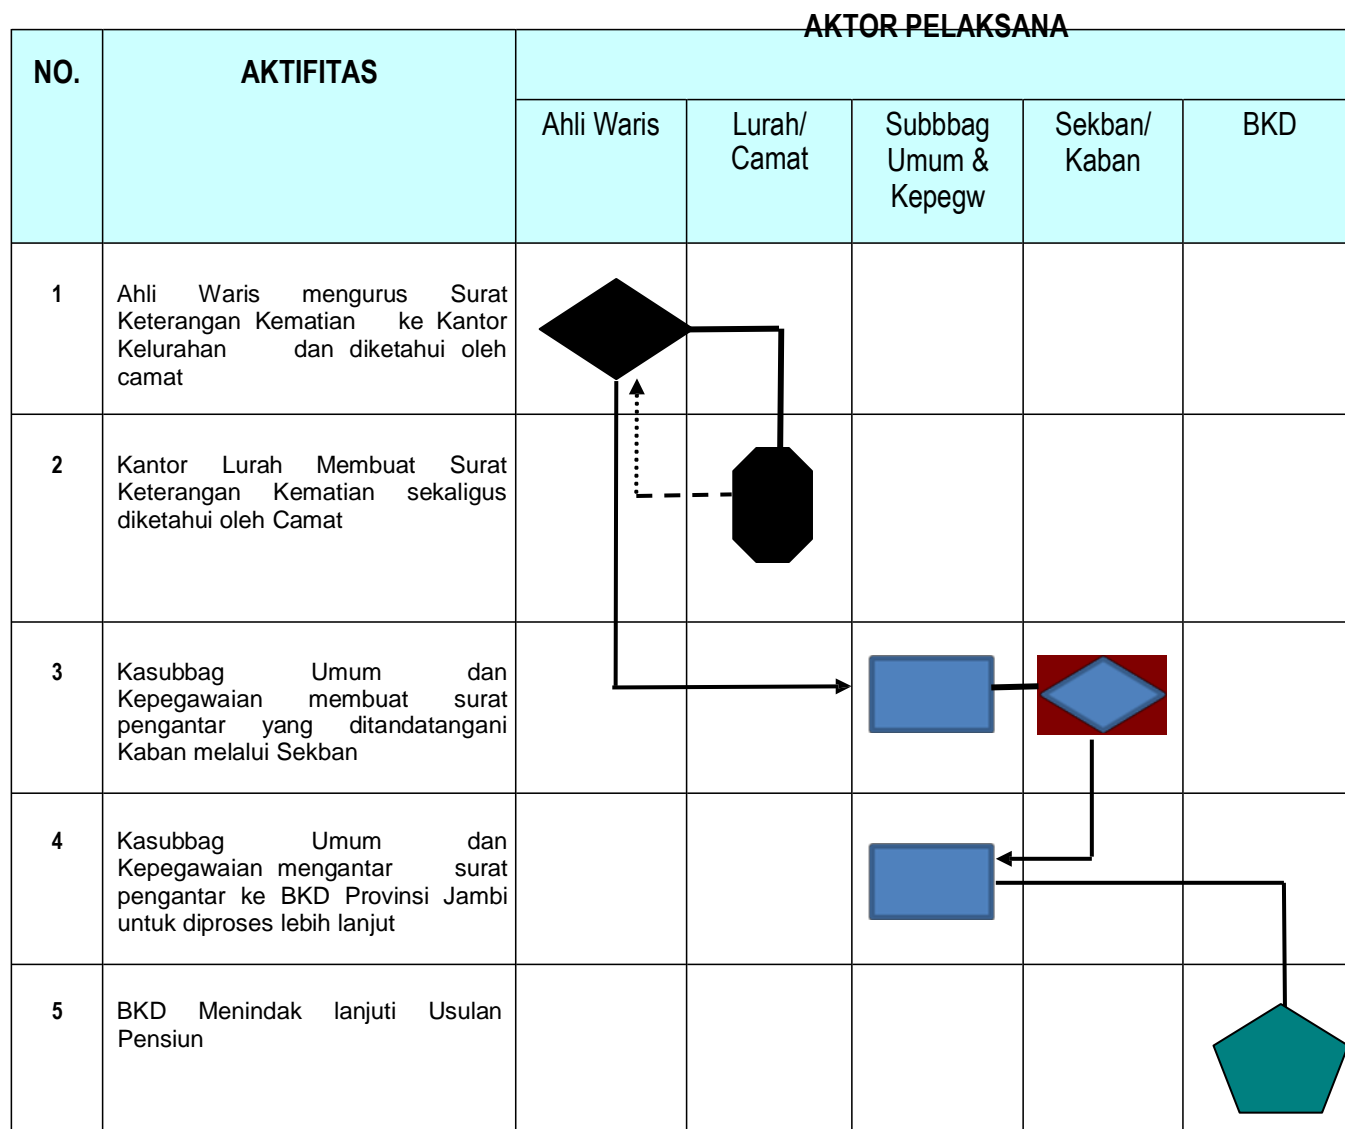 AKTOR PELAKSANA
NO.
AKTIFITAS
Ahli Waris
Lurah/
Camat
Subbbag
Umum &
Kepegw
Sekban/
Kaban
BKD
1
Ahli Waris mengurus Surat
Keterangan Kematian ke Kantor
Kelurahan dan diketahui oleh
camat
2
Kantor Lurah Membuat Surat
Keterangan Kematian sekaligus
diketahui oleh Camat
3
Kasubbag Umum dan
Kepegawaian membuat surat
pengantar yang ditandatangani
Kaban melalui Sekban
4
Kasubbag Umum dan
Kepegawaian mengantar surat
pengantar ke BKD Provinsi Jambi
untuk diproses lebih lanjut
5
BKD Menindak lanjuti Usulan
Pensiun